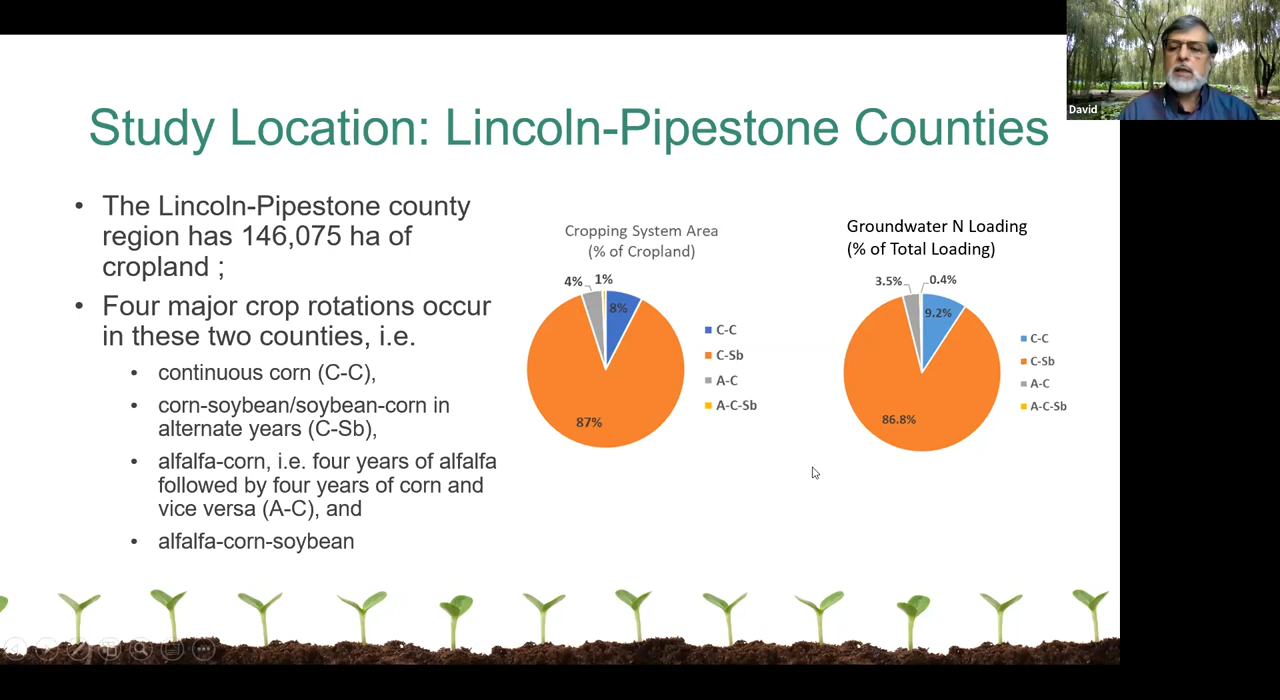 David
Study Location: Lincoln-Pipestone Counties
• The Lincoln-Pipestone county
region has 146,075 ha of
cropland ;
• Four major crop rotations occur
in these two counties, i.e.
• continuous corn (C-C),
• corn-soybean/soybean-corn in
alternate years (C-Sb),
• alfalfa-corn, i.e. four years of alfalfa
followed by four years of corn and
vice versa (A-C), and
• alfalfa-corn-soybean
Cropping System Area
(% of Cropland)
4%
1%
8%
87%
C-C
C-Sb
A-C
A-C-Sb
Groundwater N Loading
(% of Total Loading)
3.5%
0.4%
9.2%
86.8%
C-C
C-Sb
A-C
A-C-Sb